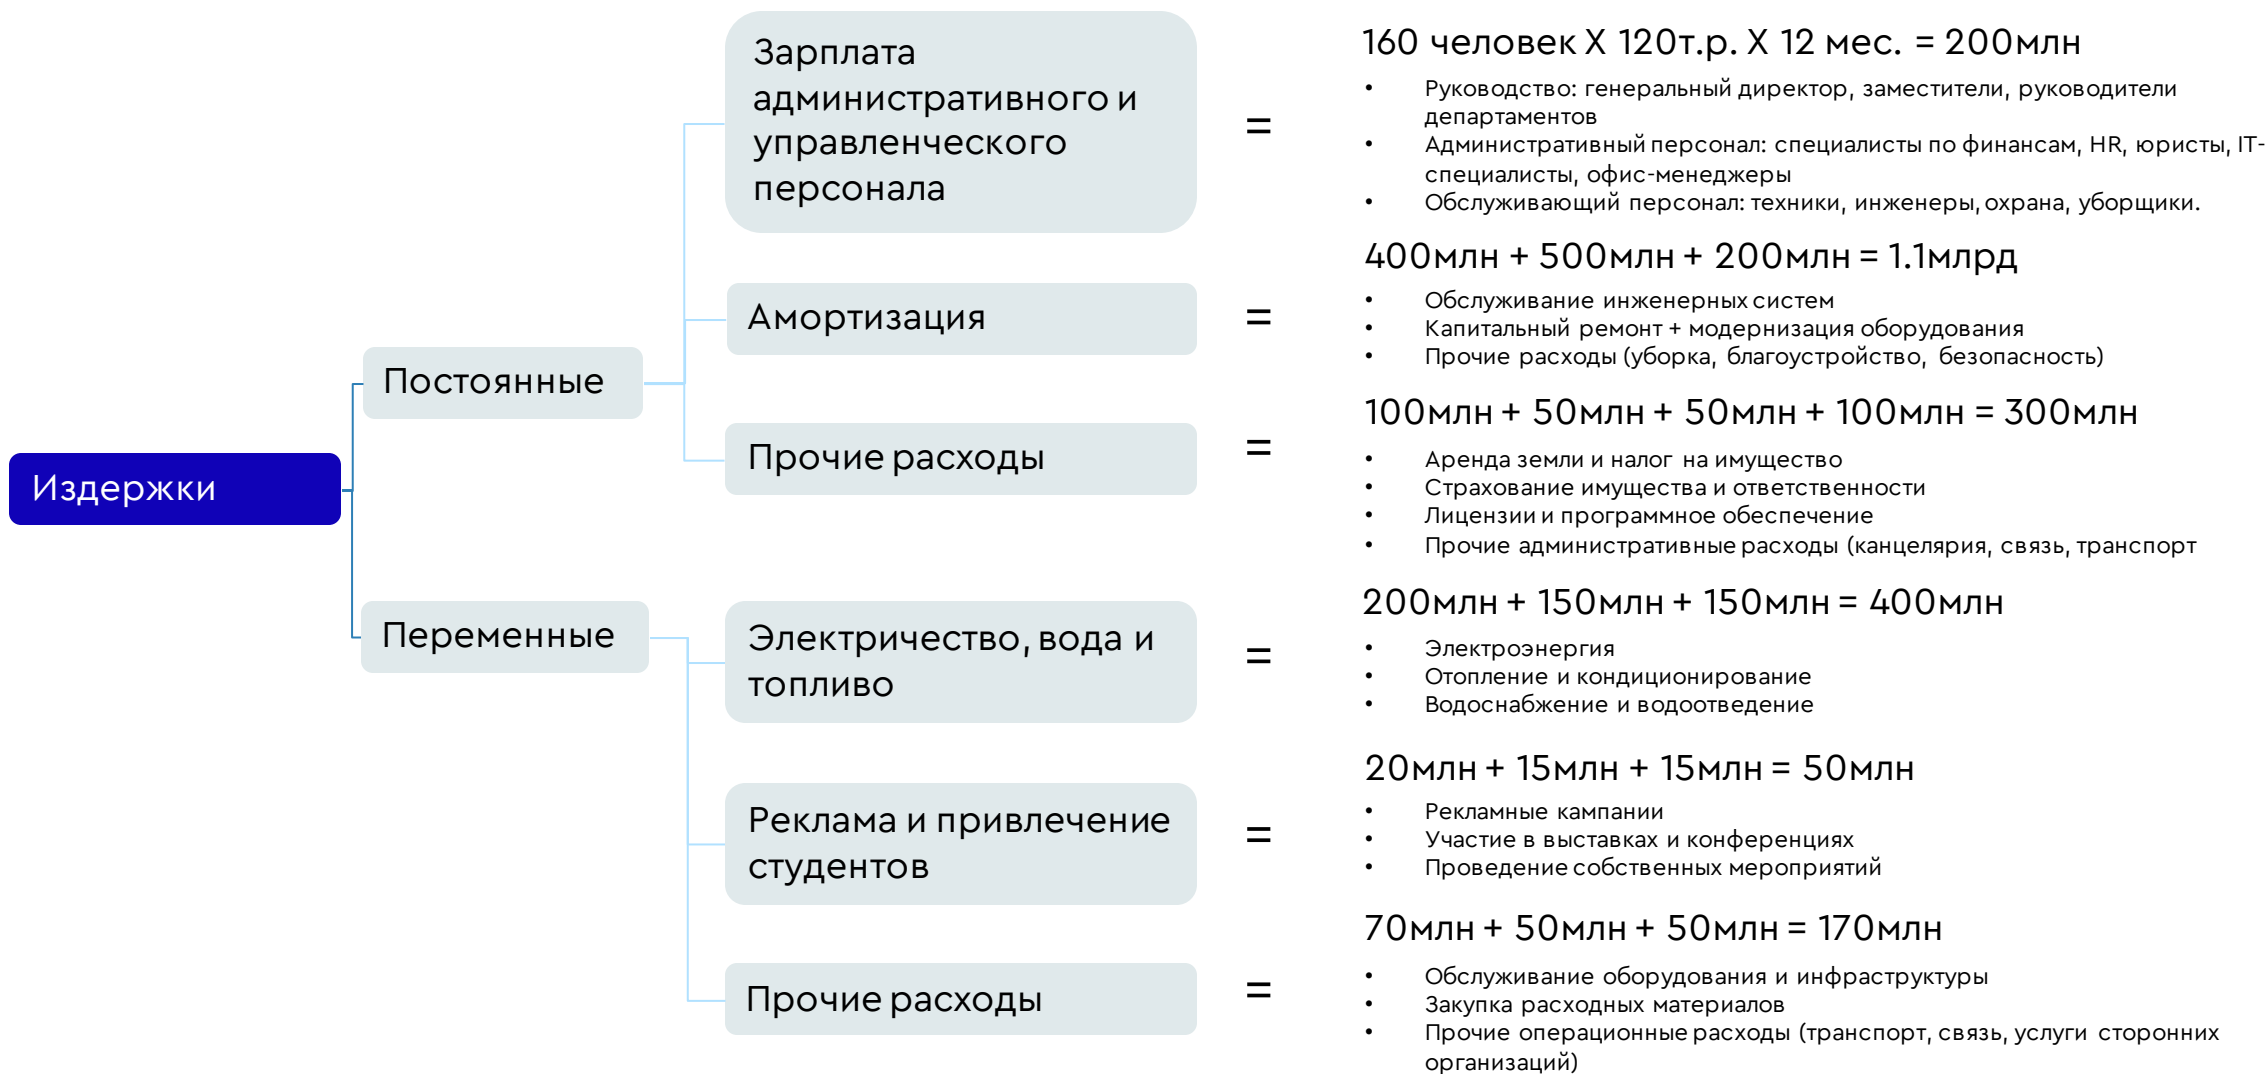 Издержки
Постоянные
Переменные
Зарплата
административного и
управленческого
персонала
=
160 человек X 120т.р. X 12 мес. = 200млн
• Руководство: генеральный директор, заместители, руководители
департаментов
• Административный персонал: специалисты по финансам, HR, юристы, IT-
специалисты, офис-менеджеры
• Обслуживающий персонал: техники, инженеры, охрана, уборщики.
Амортизация
=
400млн + 500млн + 200млн = 1.1млрд
• Обслуживание инженерных систем
• Капитальный ремонт + модернизация оборудования
• Прочие расходы (уборка, благоустройство, безопасность)
Прочие расходы
=
100млн + 50млн + 50млн + 100млн = 300млн
• Аренда земли и налог на имущество
• Страхование имущества и ответственности
• Лицензии и программное обеспечение
• Прочие административные расходы (канцелярия, связь, транспорт
Электричество, вода и
топливо
=
200млн + 150млн + 150млн = 400млн
• Электроэнергия
• Отопление и кондиционирование
• Водоснабжение и водоотведение
Реклама и привлечение
студентов
=
20млн + 15млн + 15млн = 50млн
• Рекламные кампании
• Участие в выставках и конференциях
• Проведение собственных мероприятий
Прочие расходы
=
70млн + 50млн + 50млн = 170млн
• Обслуживание оборудования и инфраструктуры
• Закупка расходных материалов
• Прочие операционные расходы (транспорт, связь, услуги сторонних
организаций)